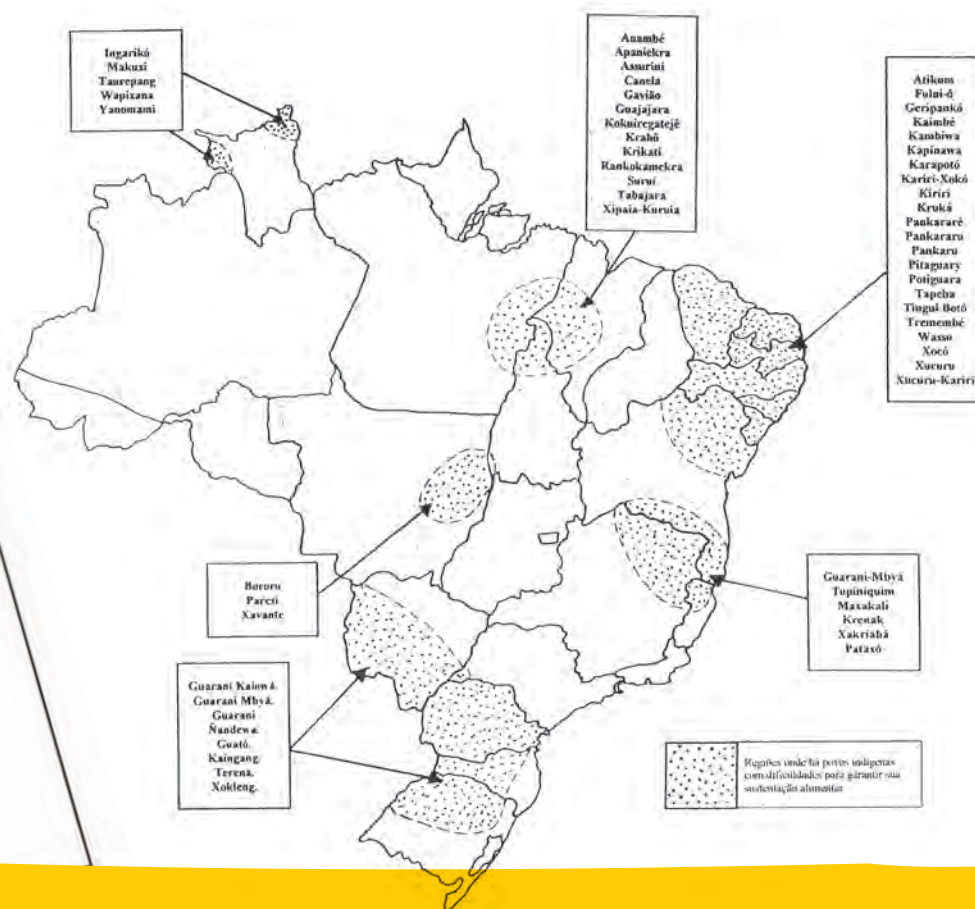 Ingarikó
Makuxi
Taurepang
Wapixana
Yanomami
Anambé
Apaniekra
Assurini
Canela
Gavião
Guajajara
Kokuiregatejê
Krahô
Krikati
Rankokamekra
Suruí
Tabajara
Xipaia-Kuruia
Atikum
Fulni-ô
Geripankó
Kaimbé
Kambiwa
Kapinawa
Karapotó
Kariri-Xokó
Kiriri
Kruká
Pankararé
Pankararu
Pankaru
Pitaguary
Potiguara
Tapeba
Tingui-Botó
Tremembé
Wasso
Xocó
Xucuru
Xucuru-Kariri
Bororu
Pareti
Xavante
Guarani-Mbyá
Tupiniquim
Maxakali
Krenak
Xakriabá
Pataxó
Guarani Kaiowá.
Guarani Mbyá.
Guarani
Ñandewa.
Guató.
Kaingang.
Terena.
Xokleng.
Regiões onde há povos indígenas
com dificuldades para garantir sua
sustentação alimentar